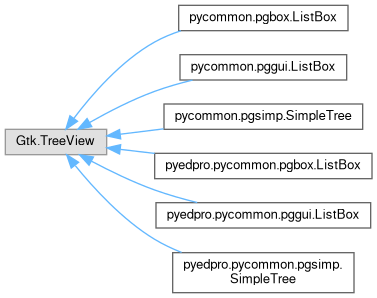 pycommon.pgbox.ListBox
pycommon.pggui.ListBox
pycommon.pgsimp.SimpleTree
Gtk.TreeView
pyedpro.pycommon.pgbox.ListBox
pyedpro.pycommon.pggui.ListBox
pyedpro.pycommon.pgsimp.
SimpleTree